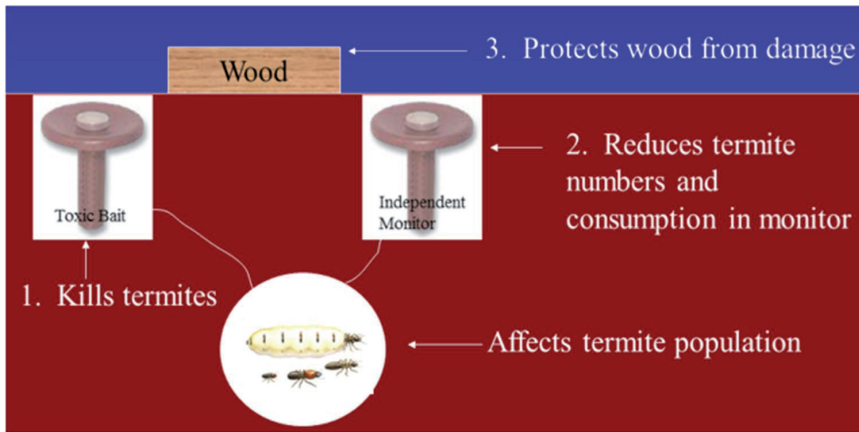 3. Protects wood from damage
Wood
Toxic Bait
Independent
Monitor
2. Reduces termite
numbers and
consumption in monitor
1. Kills termites
Affects termite population